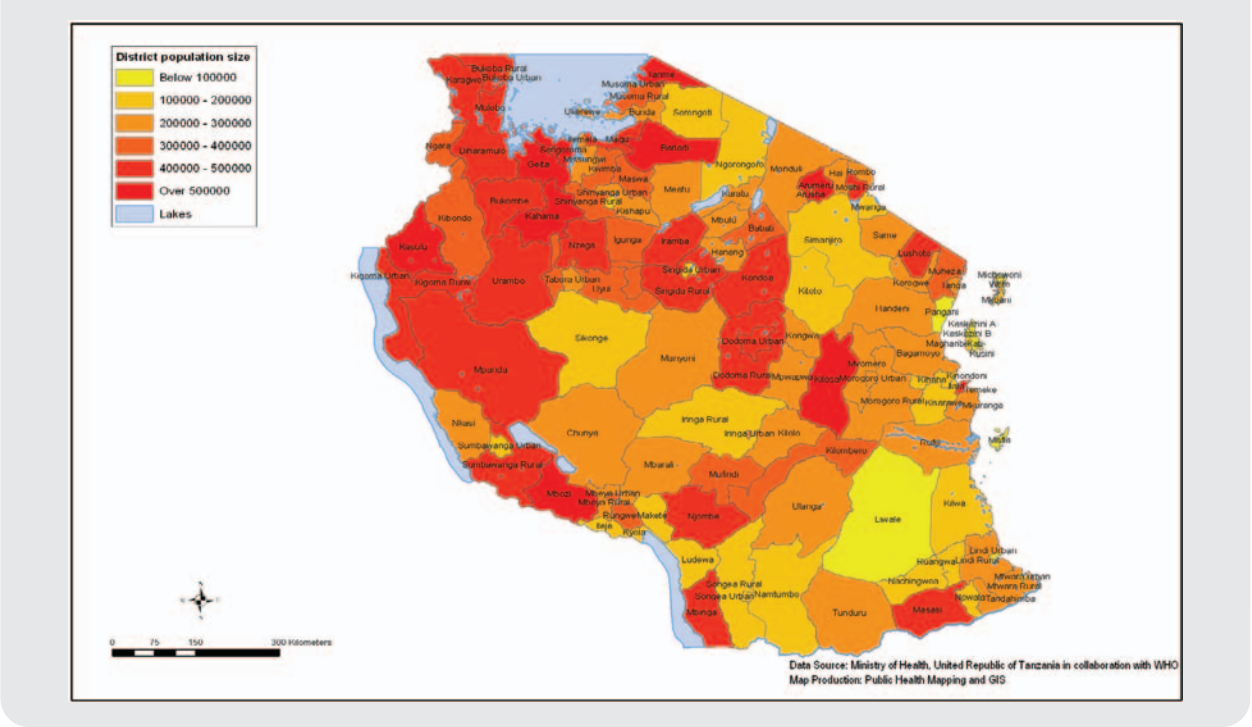 District population size
Below 100000
100000 - 200000
200000 - 300000
300000 - 400000
400000 - 500000
Over 500000
Lakes
Bukoba Rural
Bukoba Urban
Karagwe
Tarime
Musoma Urban
Musoma Rural
Muleba
Bunda
Serengeti
Ngara
Biharamulo
Magu
Geita
Kwimba
Maswa
Ngorongoro
Monduli
Hai
Rombo
Arumeru
Moshi Rural
Arusha
Meatu
Karatu
Shinyanga Urban
Shinyanga Rural
Kishapu
Bukombe
Kahama
Kibondo
Mwanga
Mbulu
Babati
Simanjiro
Same
Kasulu
Nzega
Igunga
Iramba
Hanang
Lushoto
Kigoma Urban
Kigoma Rural
Urambo
Tabora Urban
Uyui
Singida Urban
Singida Rural
Kondoa
Kiteto
Korogwe
Muheza
Tanga
Micheweni
Wete
Mkoani
Handeni
Pangani
Kaskazini A
Kaskazini B
Kusini
Sikonge
Manyoni
Dodoma Urban
Kongwa
Bagamoyo
Mpanda
Dodoma Rural
Mpwapwa
Kilosa
Mvomero
Morogoro Urban
Kibaha
Kinondoni
Temeke
Morogoro Rural
Kisarawe
Mkuranga
Nkasi
Chunya
Iringa Rural
Iringa Urban
Kilolo
Sumbawanga Urban
Sumbawanga Rural
Mbarali
Mufindi
Kilombero
Rufiji
Mafia
Mbozi
Mbeya Urban
Mbeya Rural
Rungwe
Makete
Ileje
Kyela
Njombe
Ulanga
Liwale
Kilwa
Ludewa
Ruangwa
Lindi Urban
Lindi Rural
Nachingwea
Mtwara Urban
Mtwara Rural
Newala
Tandahimba
Songea Rural
Songea Urban
Namtumbo
Mbinga
Tunduru
Masasi
0 75 150 300 Kilometers
Data Source: Ministry of Health, United Republic of Tanzania in collaboration with WHO
Map Production: Public Health Mapping and GIS